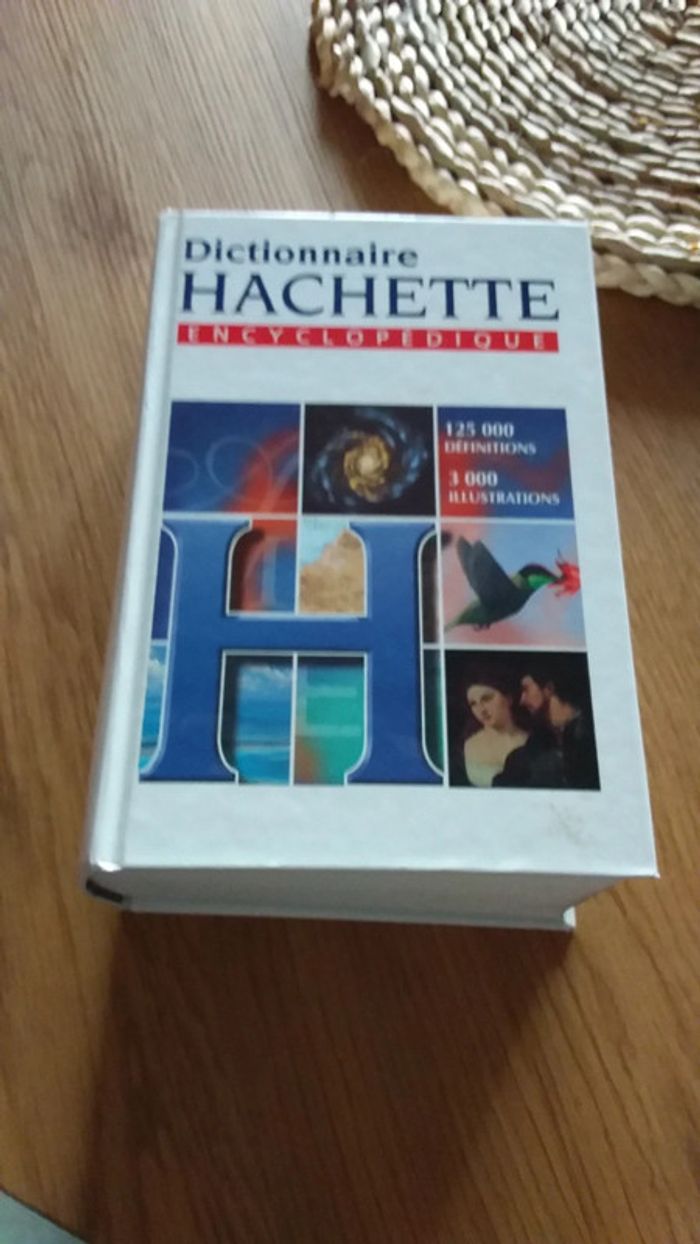 Dictionnaire
HACHETTE
ENCYCLOPÉDIQUE
125 000
DÉFINITIONS
3 000
ILLUSTRATIONS
H